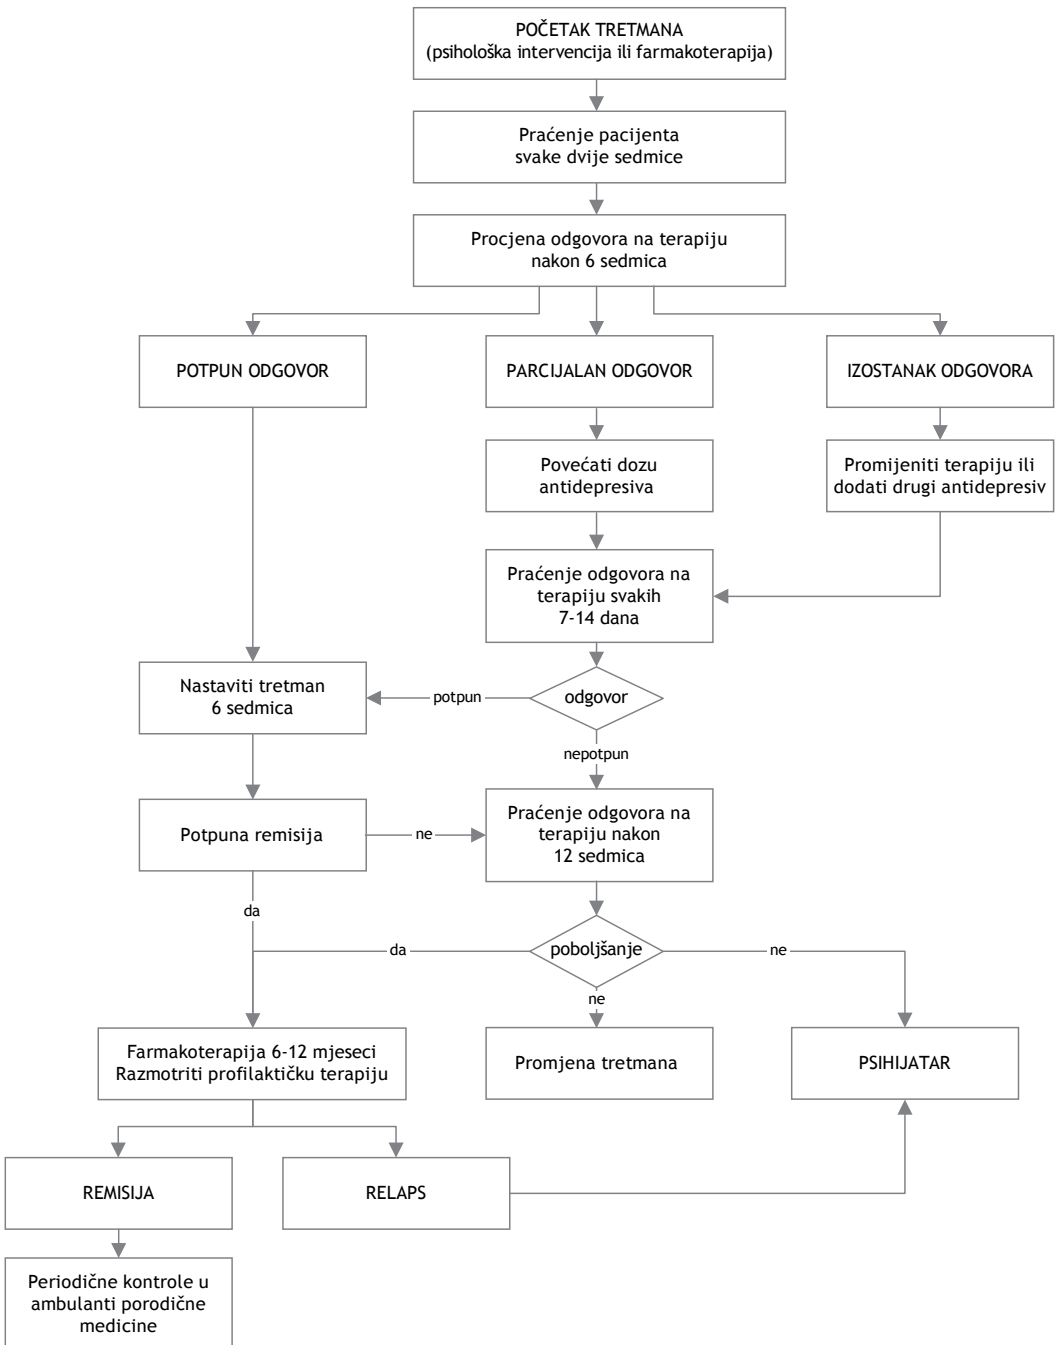 POČETAK TRETMANA
(psihološka intervencija ili farmakoterapija)
Praćenje pacijenta
svake dvije sedmice
Procjena odgovora na terapiju
nakon 6 sedmica
POTPUN ODGOVOR
PARCIJALAN ODGOVOR
IZOSTANAK ODGOVORA
Povećati dozu
antidepresiva
Promijeniti terapiju ili
dodati drugi antidepresiv
Praćenje odgovora na
terapiju svakih
7-14 dana
Nastaviti tretman
6 sedmica
potpun
odgovor
nepotpun
Potpuna remisija
ne
Praćenje odgovora na
terapiju nakon
12 sedmica
da
da
poboljšanje
ne
ne
Farmakoterapija 6-12 mjeseci
Razmotriti profilaktičku terapiju
Promjena tretmana
PSIHIJATAR
REMISIJA
RELAPS
Periodične kontrole u
ambulanti porodične
medicine